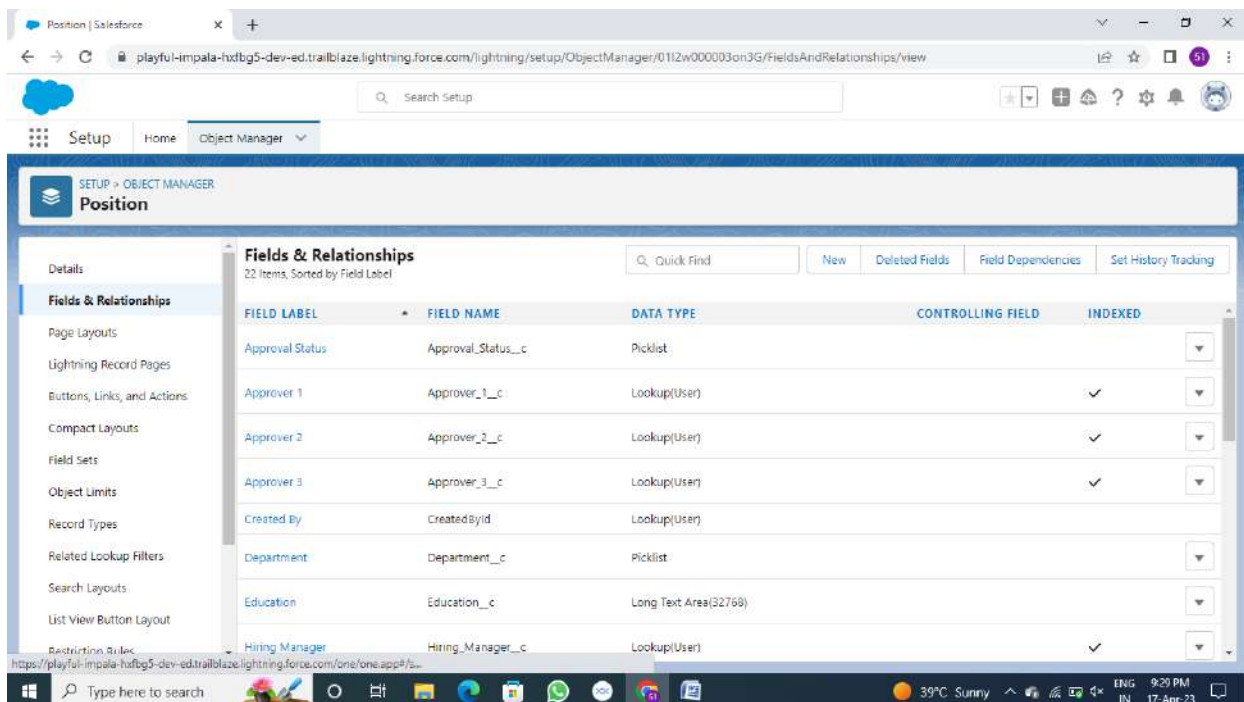 Position | Salesforce
playful-impala-hxfbg5-dev-ed.trailblaze.lightning.force.com/lightning/setup/ObjectManager/01I2w000003on3G/FieldsAndRelationships/view
51
Search Setup
Setup Home Object Manager
SETUP > OBJECT MANAGER
Position
Details
Fields & Relationships
Page Layouts
Lightning Record Pages
Buttons, Links, and Actions
Compact Layouts
Field Sets
Object Limits
Record Types
Related Lookup Filters
Search Layouts
List View Button Layout
Restriction Rules
Fields & Relationships
22 Items, Sorted by Field Label
Quick Find New Deleted Fields Field Dependencies Set History Tracking
FIELD LABEL FIELD NAME DATA TYPE CONTROLLING FIELD INDEXED
Approval Status Approval_Status__c Picklist
Approver 1 Approver_1__c Lookup(User)
Approver 2 Approver_2__c Lookup(User)
Approver 3 Approver_3__c Lookup(User)
Created By CreatedById Lookup(User)
Department Department__c Picklist
Education Education__c Long Text Area(32768)
Hiring Manager Hiring_Manager__c Lookup(User)
https://playful-impala-hxfbg5-dev-ed.trailblaze.lightning.force.com/one/one.app#/s...
Type here to search
39°C Sunny
ENG
IN
9:29 PM
17-Apr-23